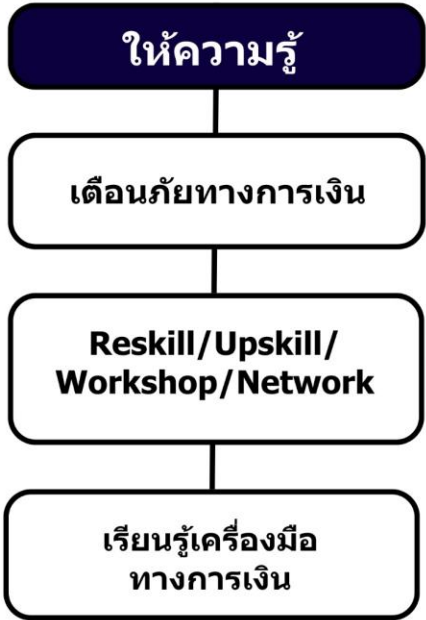 ให้ความรู้
เตือนภัยทางการเงิน
Reskill/Upskill/
Workshop/Network
เรียนรู้เครื่องมือ
ทางการเงิน